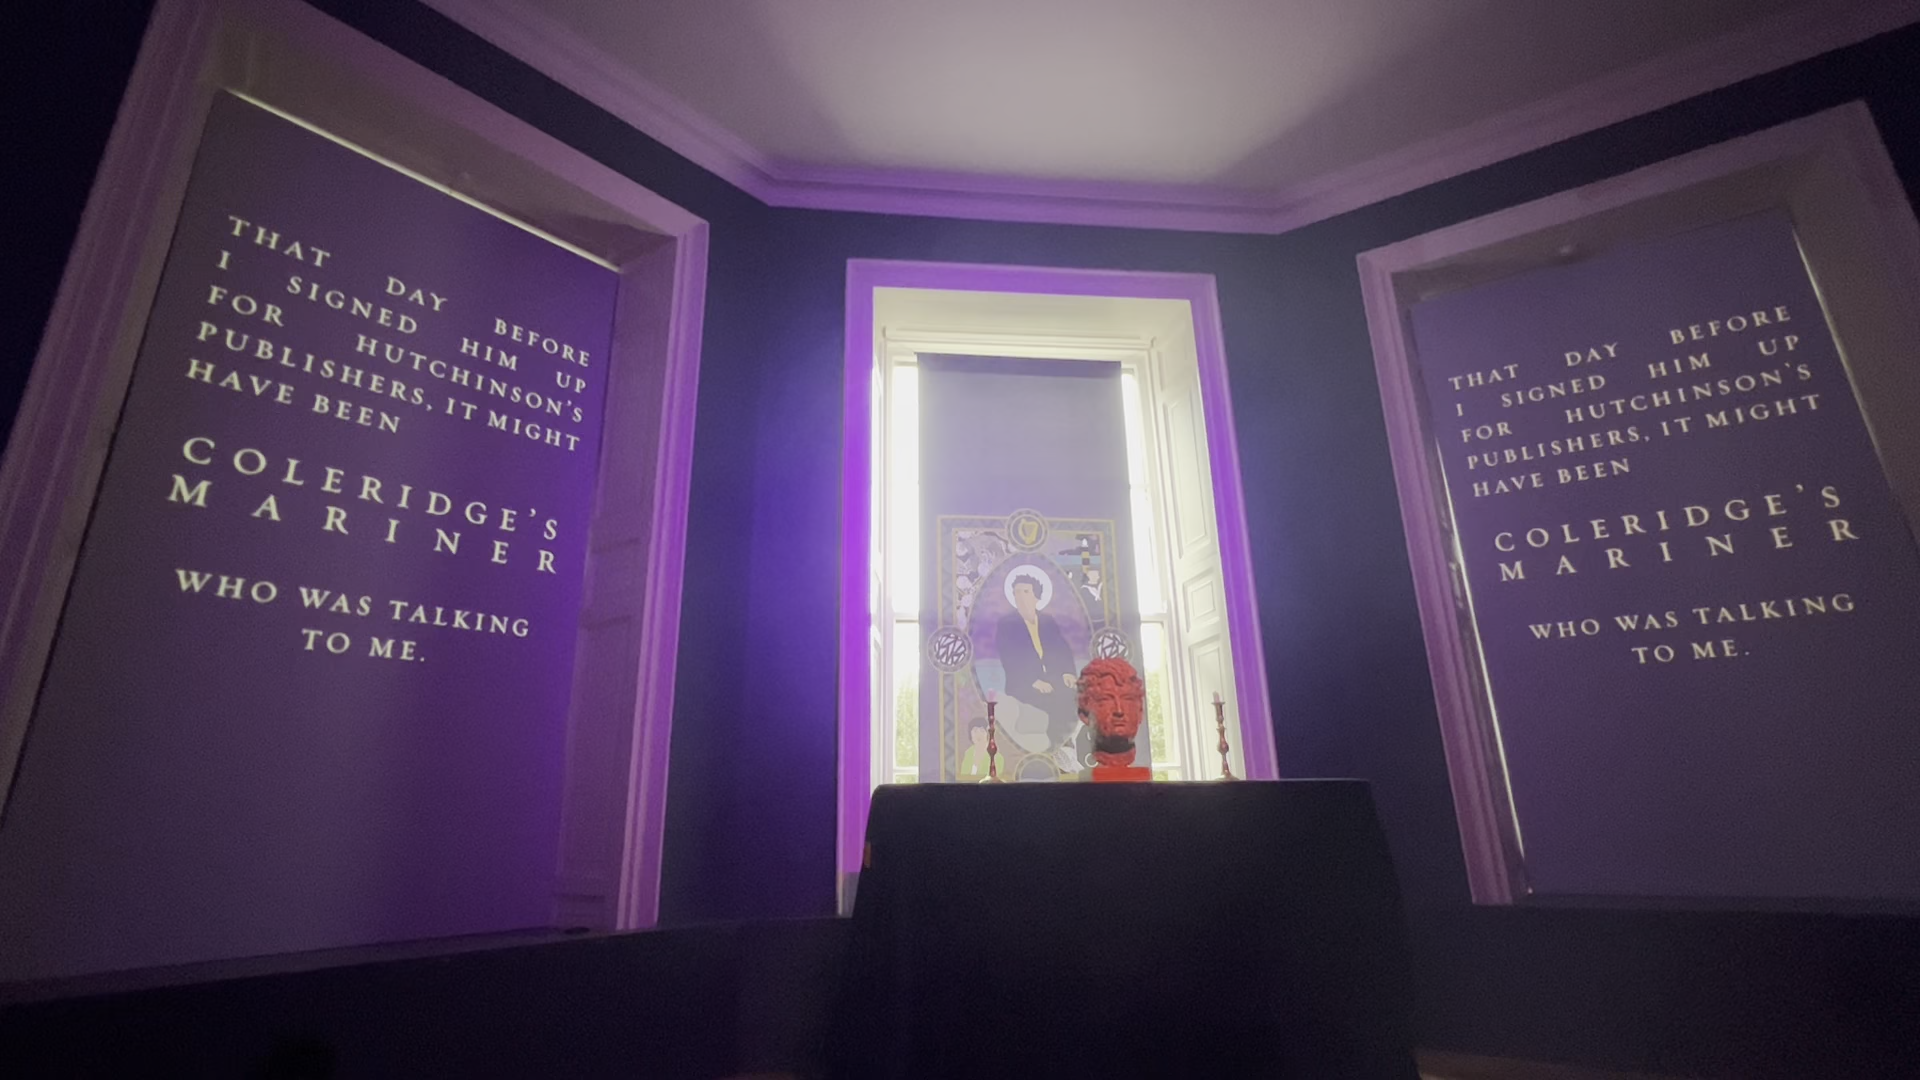 THAT DAY BEFORE
I SIGNED HIM UP
FOR HUTCHINSON'S
PUBLISHERS, IT MIGHT
HAVE BEEN
COLERIDGE'S
MARINER
WHO WAS TALKING
TO ME.
THAT DAY BEFORE
I SIGNED HIM UP
FOR HUTCHINSON'S
PUBLISHERS, IT MIGHT
HAVE BEEN
COLERIDGE'S
MARINER
WHO WAS TALKING
TO ME.